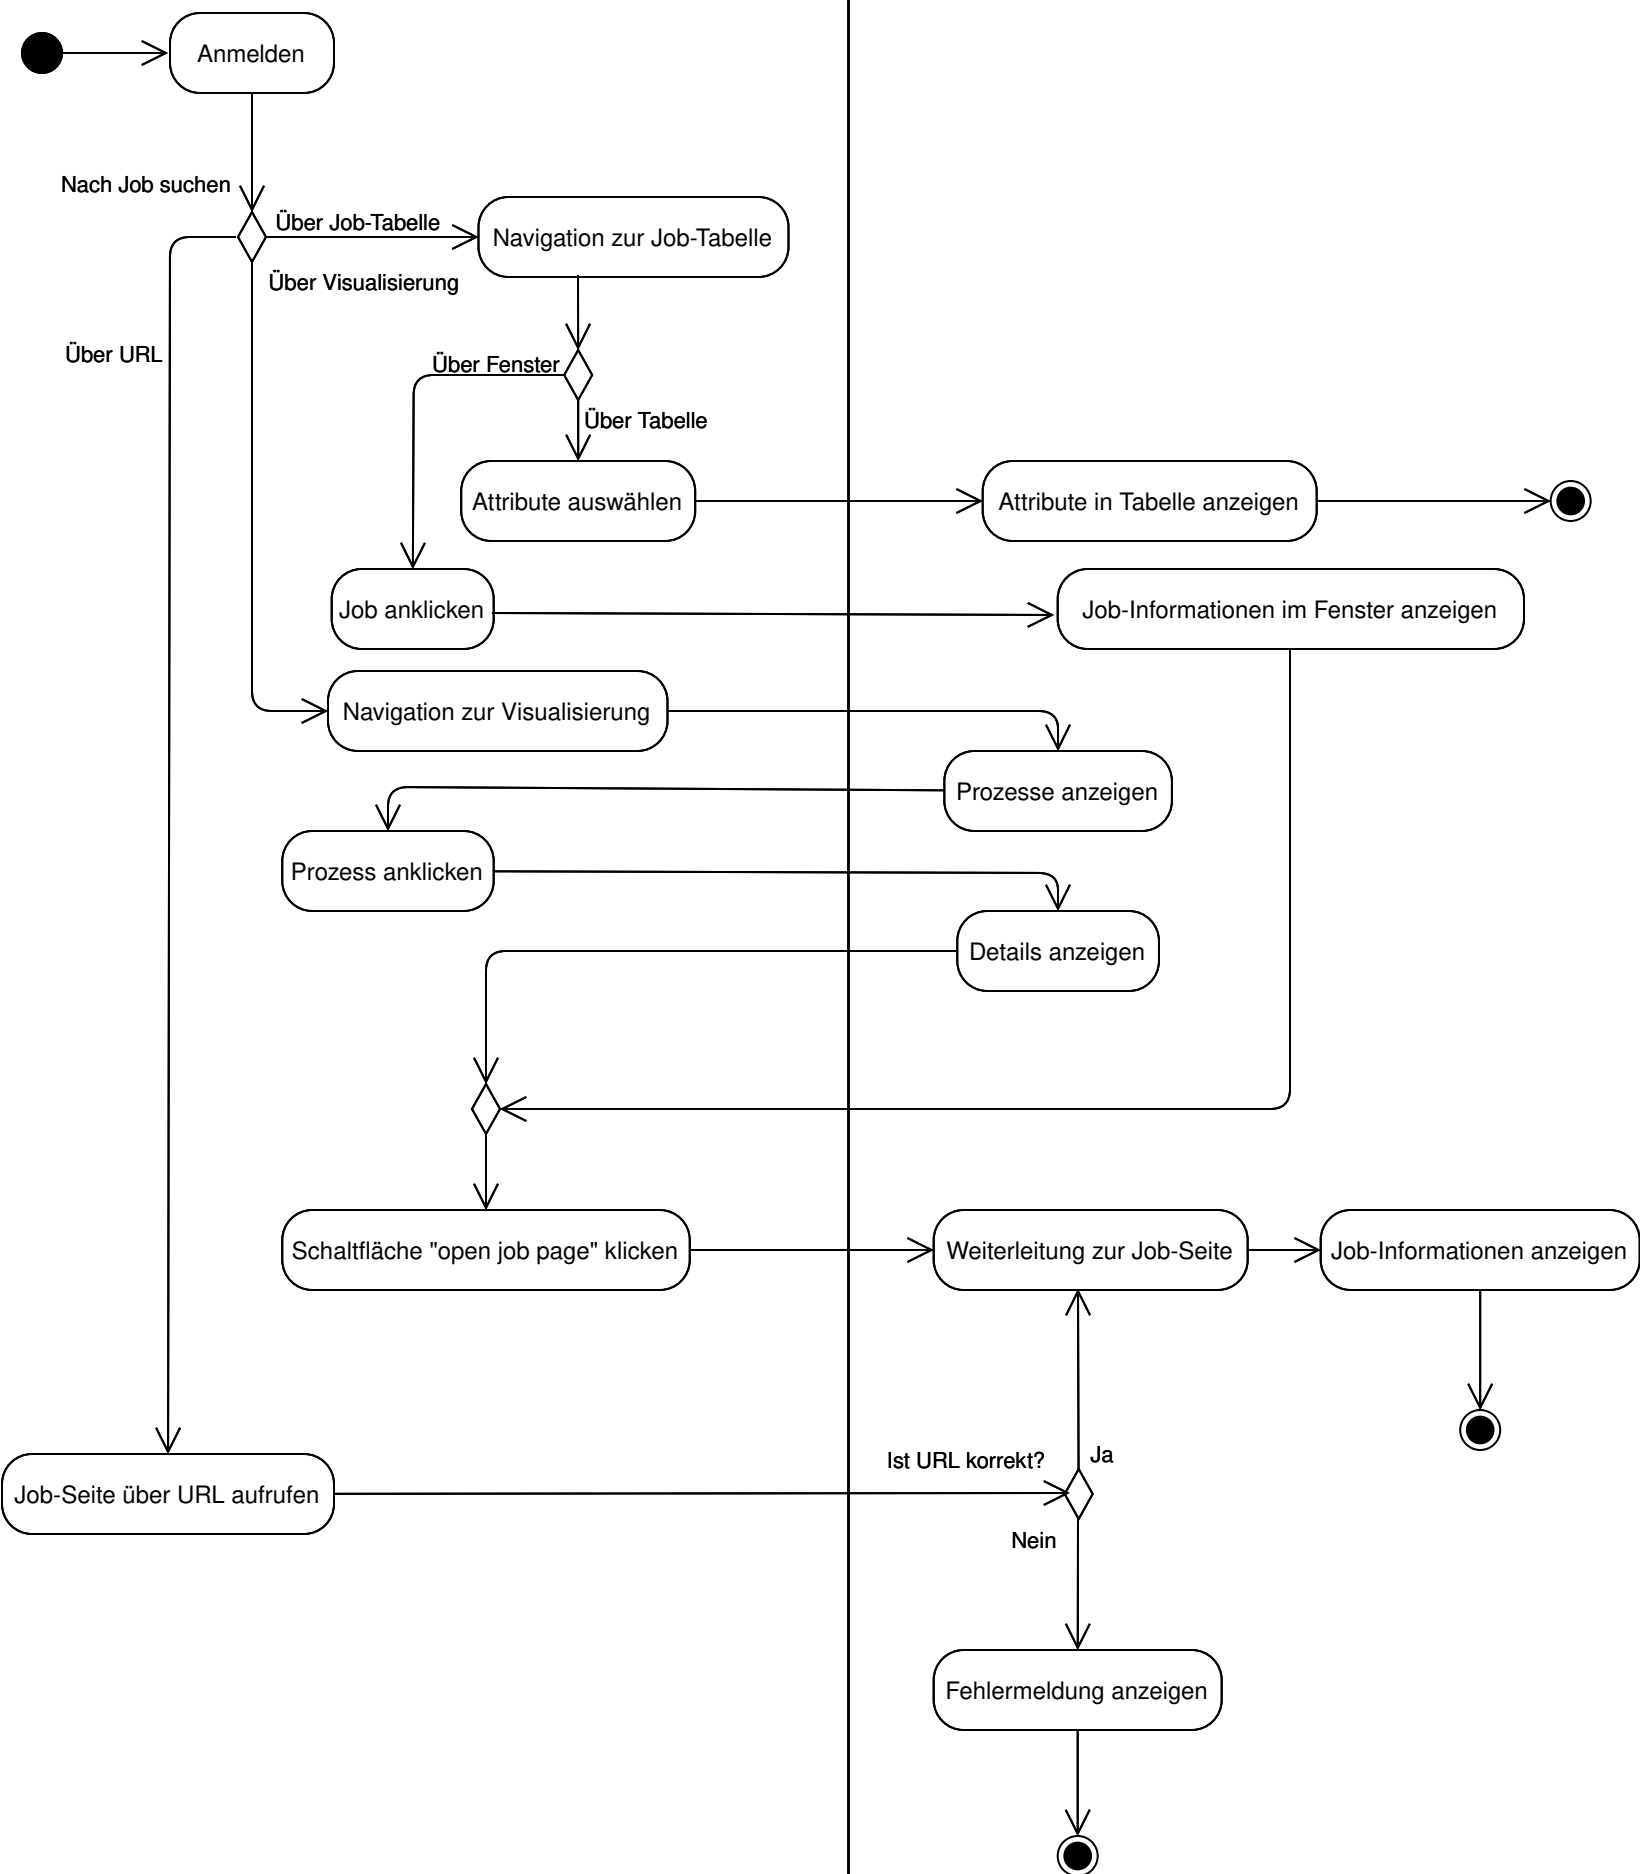 Anmelden
Nach Job suchen
Über Job-Tabelle
Navigation zur Job-Tabelle
Über Visualisierung
Über URL
Über Fenster
Über Tabelle
Attribute auswählen
Attribute in Tabelle anzeigen
Job anklicken
Job-Informationen im Fenster anzeigen
Navigation zur Visualisierung
Prozesse anzeigen
Prozess anklicken
Details anzeigen
Schaltfläche "open job page" klicken
Weiterleitung zur Job-Seite
Job-Informationen anzeigen
Ist URL korrekt?
Ja
Job-Seite über URL aufrufen
Nein
Fehlermeldung anzeigen